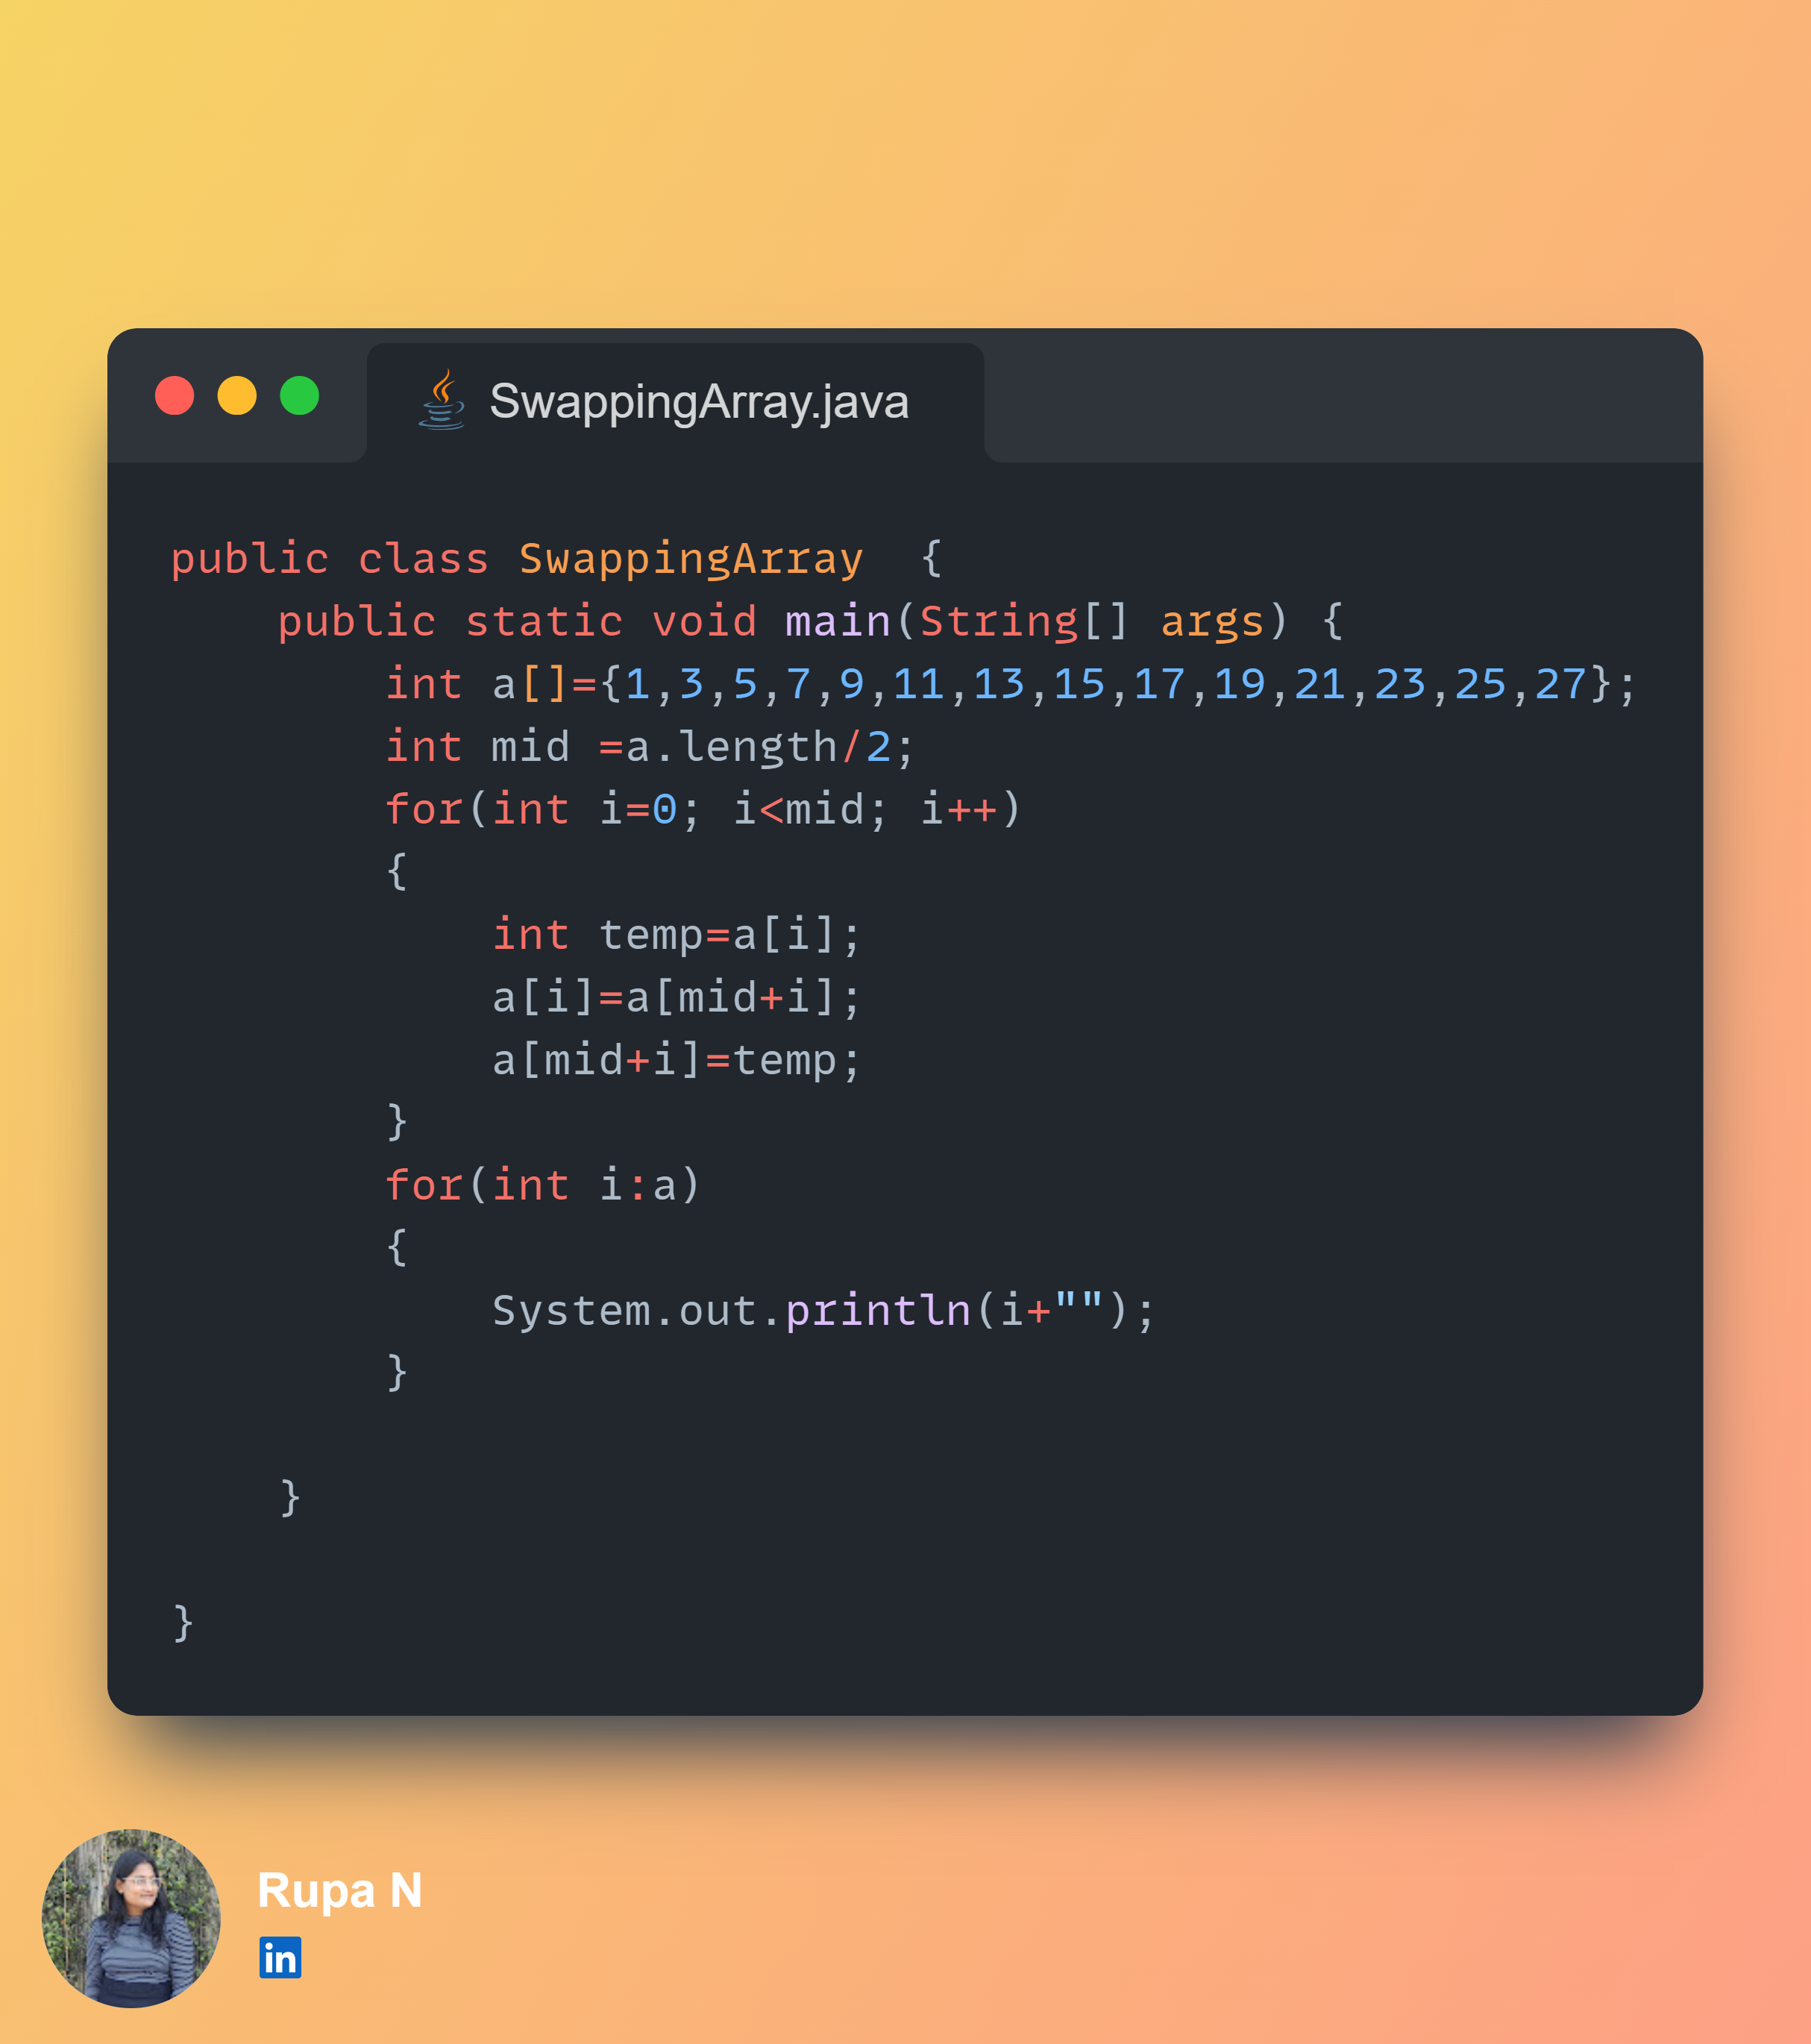 SwappingArray.java
public class SwappingArray  {
    public static void main(String[] args) {
        int a[]={1,3,5,7,9,11,13,15,17,19,21,23,25,27};
        int mid =a.length/2;
        for(int i=0; i<mid; i++)
        {
            int temp=a[i];
            a[i]=a[mid+i];
            a[mid+i]=temp;
        }
        for(int i:a)
        {
            System.out.println(i+"");
        }
    }
}
Rupa N
in